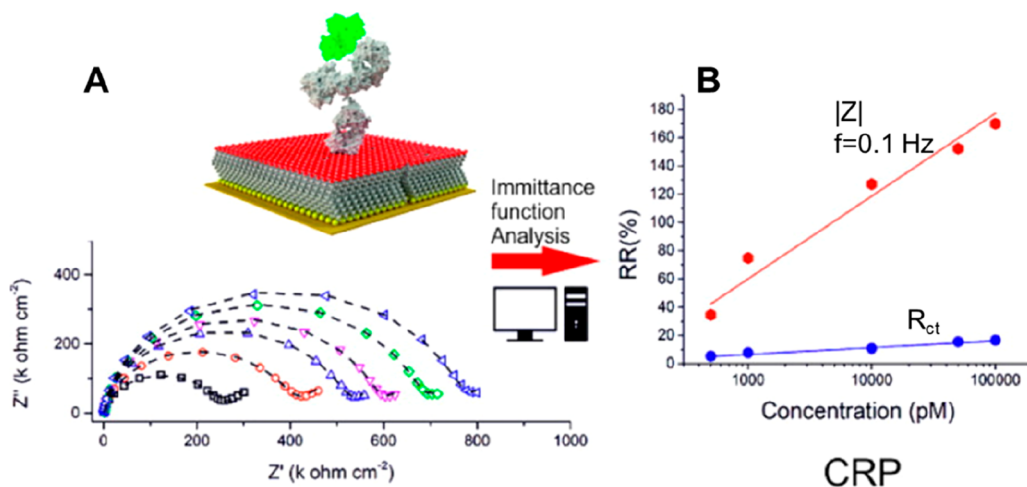 A
B
|Z|
f=0.1 Hz
Immittance
function
Analysis
RR(%)
180
160
140
120
100
80
60
40
20
0
R_ct
1000
10000
100000
Concentration (pM)
CRP
Z'' (k ohm cm⁻²)
400
200
0
0
200
400
600
800
1000
Z' (k ohm cm⁻²)